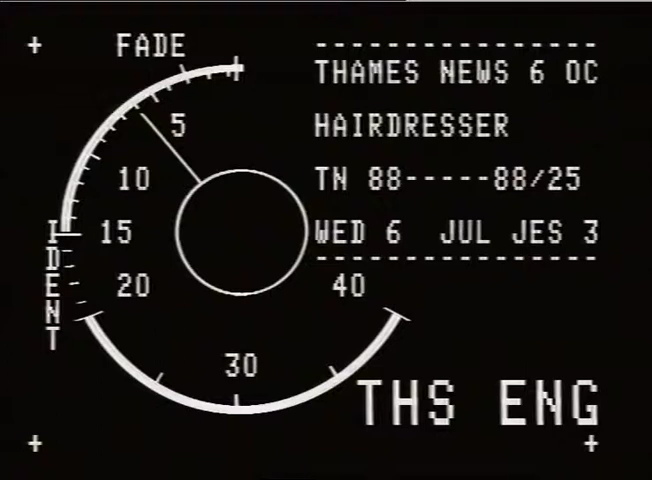 FADE
----------------
THAMES NEWS 6 OC
5
HAIRDRESSER
10
TN 88-----88/25
IDENT
15
WED 6 JUL JES 3
----------------
20
40
30
THS ENG